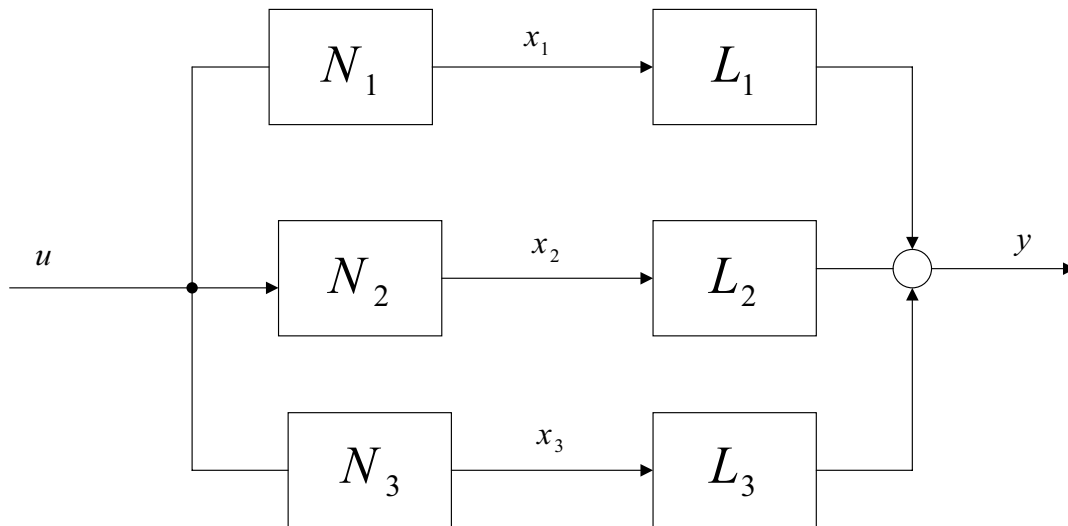 N₁ x₁ L₁
u N₂ x₂ L₂ y
N₃ x₃ L₃